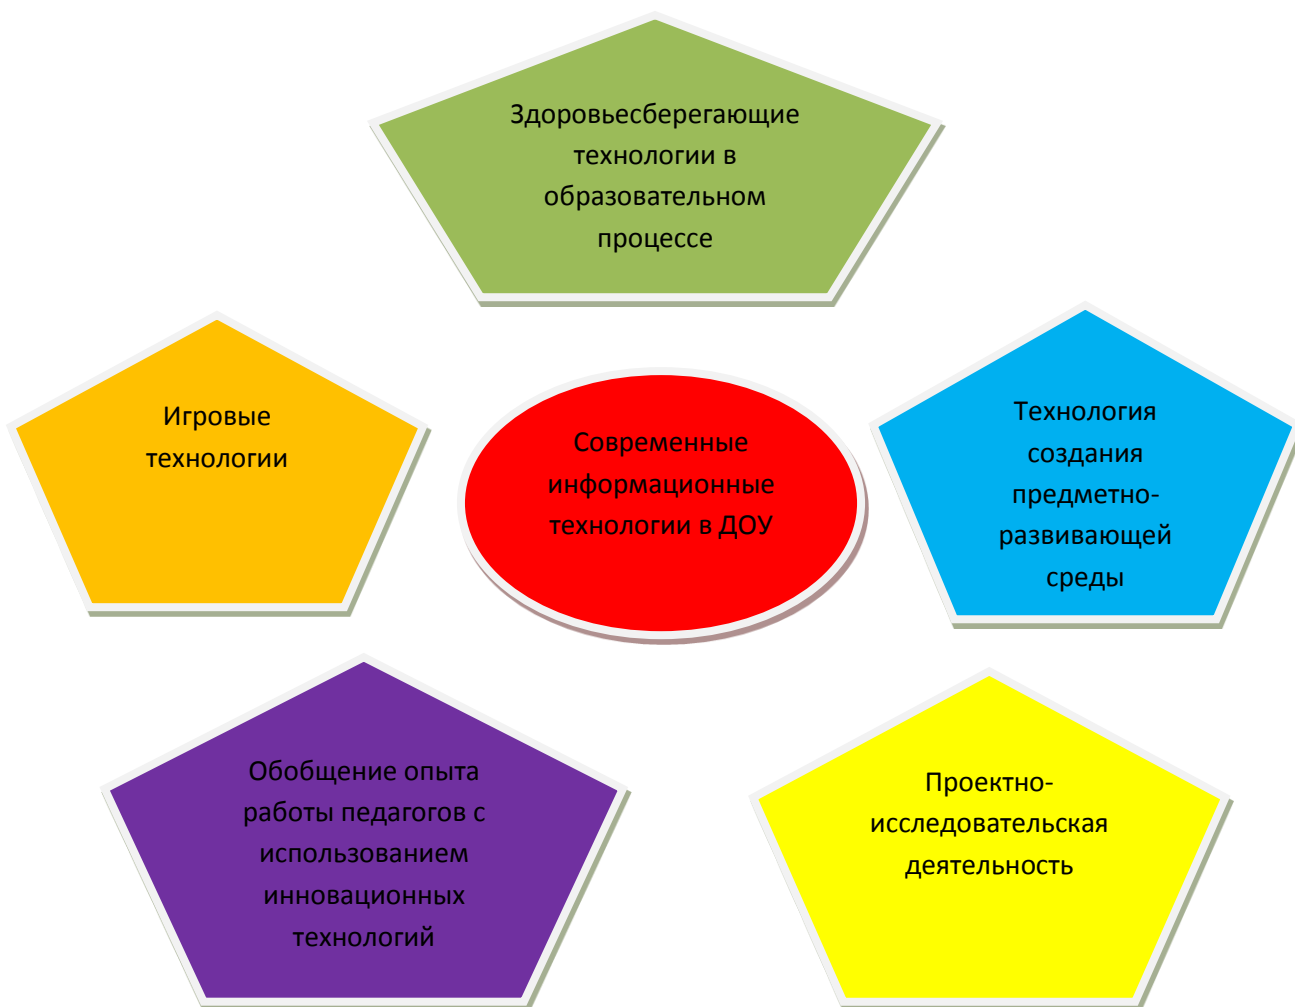 Здоровьесберегающие
технологии в
образовательном
процессе
Игровые
технологии
Современные
информационные
технологии в ДОУ
Технология
создания
предметно-
развивающей
среды
Обобщение опыта
работы педагогов с
использованием
инновационных
технологий
Проектно-
исследовательская
деятельность